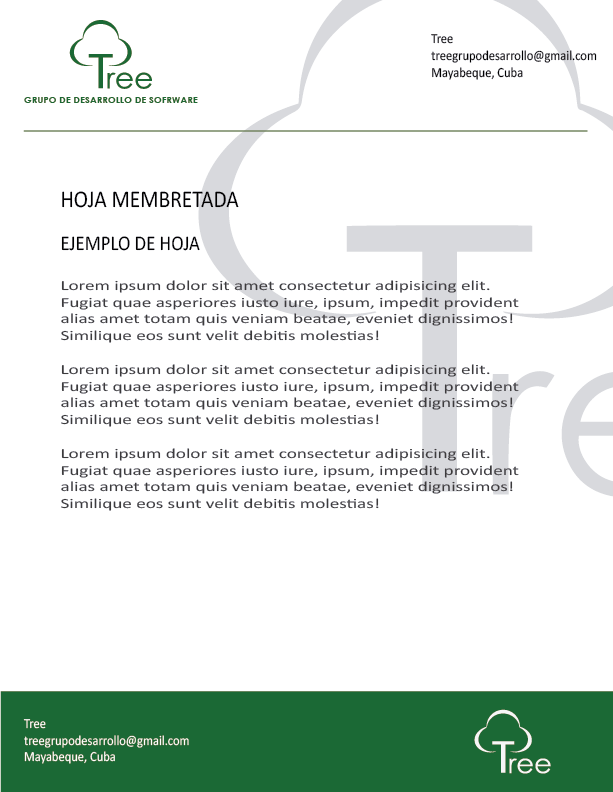 Tree
GRUPO DE DESARROLLO DE SOFRWARE
Tree
treegrupodesarrollo@gmail.com
Mayabeque, Cuba
Tree
HOJA MEMBRETADA
EJEMPLO DE HOJA
Lorem ipsum dolor sit amet consectetur adipisicing elit.
Fugiat quae asperiores iusto iure, ipsum, impedit provident
alias amet totam quis veniam beatae, eveniet dignissimos!
Similique eos sunt velit debitis molestias!
Lorem ipsum dolor sit amet consectetur adipisicing elit.
Fugiat quae asperiores iusto iure, ipsum, impedit provident
alias amet totam quis veniam beatae, eveniet dignissimos!
Similique eos sunt velit debitis molestias!
Lorem ipsum dolor sit amet consectetur adipisicing elit.
Fugiat quae asperiores iusto iure, ipsum, impedit provident
alias amet totam quis veniam beatae, eveniet dignissimos!
Similique eos sunt velit debitis molestias!
Tree
treegrupodesarrollo@gmail.com
Mayabeque, Cuba
Tree